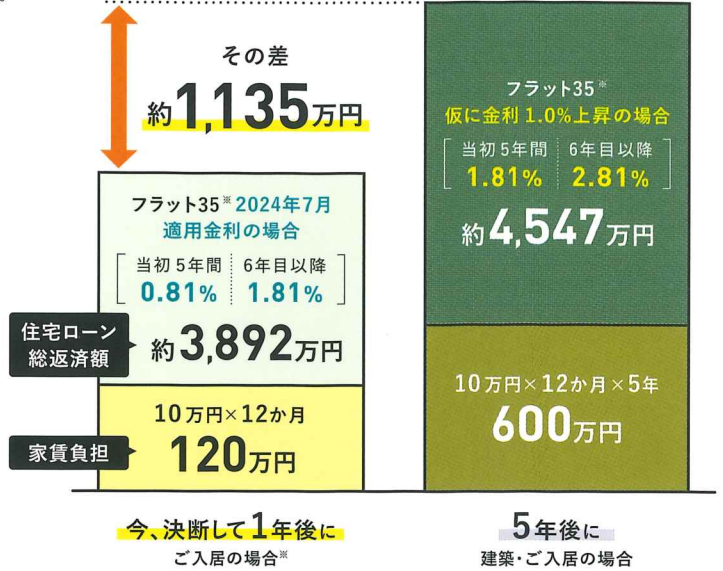 その差
約1,135万円
フラット35※ 2024年7月
適用金利の場合
当初5年間 6年目以降
0.81% 1.81%
住宅ローン
総返済額
約3,892万円
10万円×12か月
家賃負担
120万円
今、決断して1年後に
ご入居の場合※
フラット35※
仮に金利1.0%上昇の場合
当初5年間 6年目以降
1.81% 2.81%
約4,547万円
10万円×12か月×5年
600万円
5年後に
建築・ご入居の場合